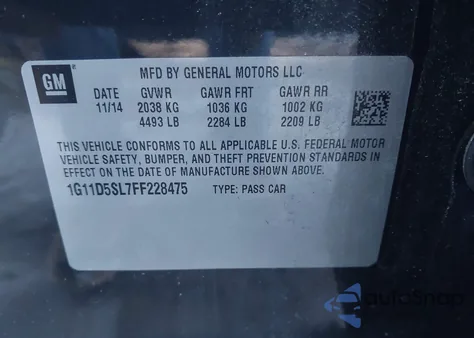 GM
MFD BY GENERAL MOTORS LLC
DATE GVWR GAWR FRT GAWR RR
11/14 2038 KG 1036 KG 1002 KG
4493 LB 2284 LB 2209 LB
THIS VEHICLE CONFORMS TO ALL APPLICABLE U.S. FEDERAL MOTOR
VEHICLE SAFETY, BUMPER, AND THEFT PREVENTION STANDARDS IN
EFFECT ON THE DATE OF MANUFACTURE SHOWN ABOVE.
1G11D5SL7FF228475 TYPE: PASS CAR
autoSnap